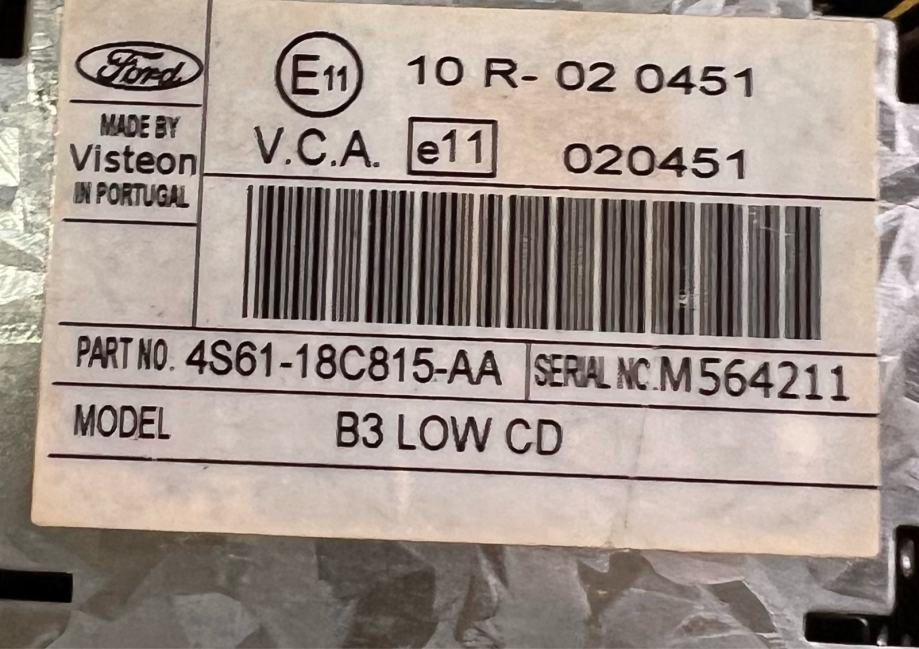 Ford
MADE BY
Visteon
IN PORTUGAL
E11 10 R- 02 0451
V.C.A. e11 020451
PART NO. 4S61-18C815-AA SERIAL NO. M564211
MODEL B3 LOW CD